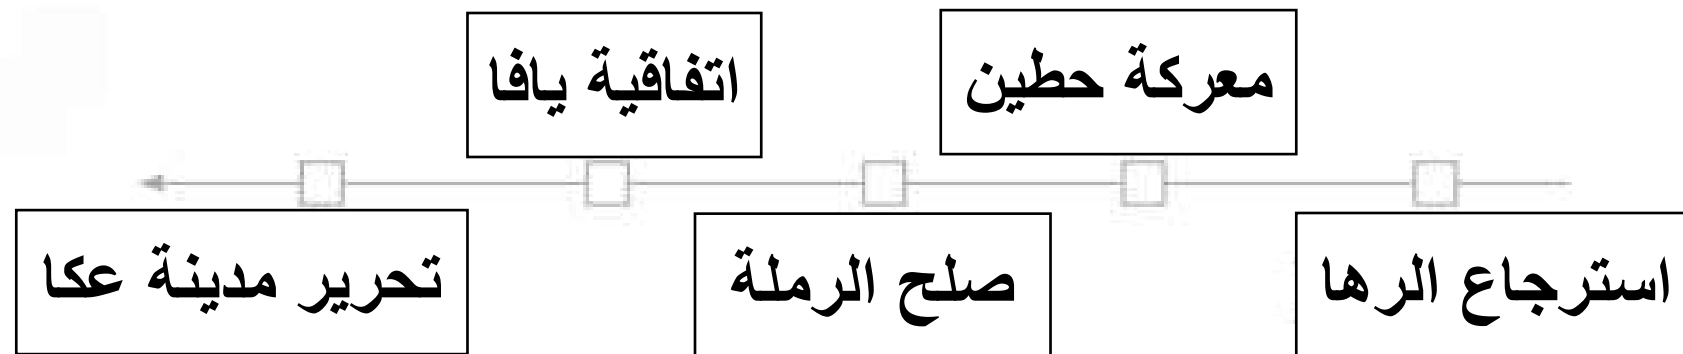 معركة حطين
اتفاقية يافا
استرجاع الرها
صلح الرملة
تحرير مدينة عكا